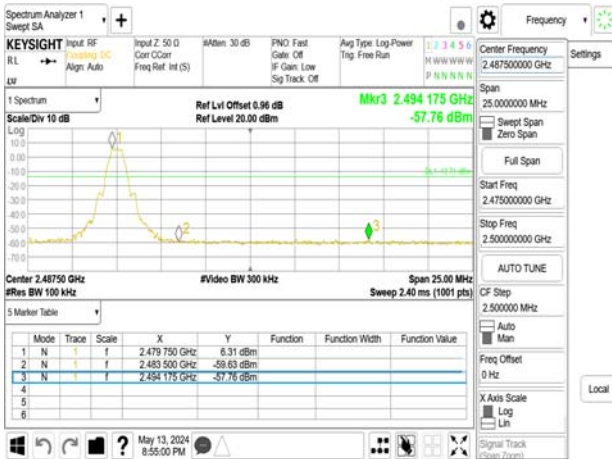 Spectrum Analyzer 1
Swept SA
Frequency
KEYSIGHT
RL
Input: RF
Coupling: DC
Align: Auto
Input Z: 50 Ω
Corr CCorr
Freq Ref: Int (S)
#Atten: 30 dB
PNO: Fast
Gate: Off
IF Gain: Low
Sig Track: Off
Avg Type: Log-Power
Trig: Free Run
1 2 3 4 5 6
M W W W W W
P N N N N N
1 Spectrum
Scale/Div 10 dB
Ref Lvl Offset 0.96 dB
Ref Level 20.00 dBm
Mkr3 2.494 175 GHz
-57.76 dBm
Log
10.0
0.00
-10.0
-20.0
-30.0
-40.0
-50.0
-60.0
-70.0
1
2
3
Center 2.48750 GHz
#Res BW 100 kHz
#Video BW 300 kHz
Span 25.00 MHz
Sweep 2.40 ms (1001 pts)
5 Marker Table
Mode Trace Scale X Y Function Function Width Function Value
1 N 1 f 2.479 750 GHz 6.31 dBm
2 N 1 f 2.483 500 GHz -59.63 dBm
3 N 1 f 2.494 175 GHz -57.76 dBm
4
5
6
May 13, 2024
8:55:00 PM
Center Frequency
2.487500000 GHz
Span
25.0000000 MHz
Swept Span
Zero Span
Full Span
Start Freq
2.475000000 GHz
Stop Freq
2.500000000 GHz
AUTO TUNE
CF Step
2.500000 MHz
Auto
Man
Freq Offset
0 Hz
X Axis Scale
Log
Lin
Signal Track
(Span Zoom)
Settings
Local